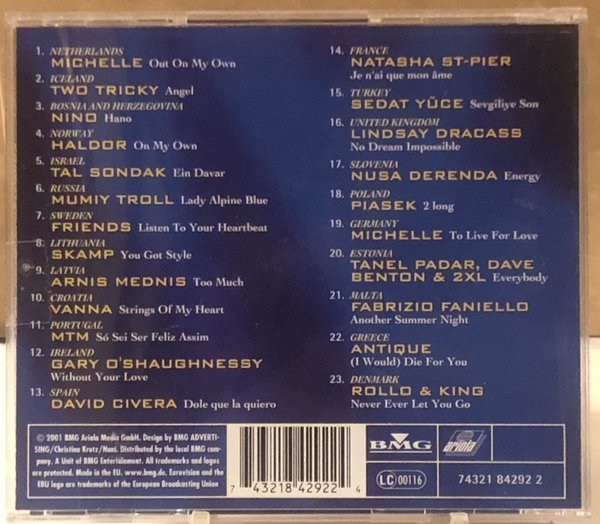 1. NETHERLANDS
MICHELLE Out On My Own
2. ICELAND
TWO TRICKY Angel
3. BOSNIA AND HERZEGOVINA
NINO Hano
4. NORWAY
HALDOR On My Own
5. ISRAEL
TAL SONDAK Ein Davar
6. RUSSIA
MUMIY TROLL Lady Alpine Blue
7. SWEDEN
FRIENDS Listen To Your Heartbeat
8. LITHUANIA
SKAMP You Got Style
9. LATVIA
ARNIS MEDNIS Too Much
10. CROATIA
VANNA Strings Of My Heart
11. PORTUGAL
MTM Só Sei Ser Feliz Assim
12. IRELAND
GARY O'SHAUGHNESSY
Without Your Love
13. SPAIN
DAVID CIVERA Dole que la quiero
14. FRANCE
NATASHA ST-PIER
Je n'ai que mon âme
15. TURKEY
SEDAT YÜCE Sevgiliye Son
16. UNITED KINGDOM
LINDSAY DRACASS
No Dream Impossible
17. SLOVENIA
NUSA DERENDA Energy
18. POLAND
PIASEK 2 long
19. GERMANY
MICHELLE To Live For Love
20. ESTONIA
TANEL PADAR, DAVE
BENTON & 2XL Everybody
21. MALTA
FABRIZIO FANIELLO
Another Summer Night
22. GREECE
ANTIQUE
(I Would) Die For You
23. DENMARK
ROLLO & KING
Never Ever Let You Go
© 2001 BMG Ariola Media GmbH. Design by BMG ADVERTI-
SING/Christina Krutz/Nani. Distributed by the local BMG com-
pany. A Unit of BMG Entertainment. All trademarks and logos
are protected. Made in the EU. www.bmg.de. Eurovision and the
EBU logo are trademarks of the European Broadcasting Union
7 43218 42922 4
BMG
ariola
LC 00116
74321 84292 2